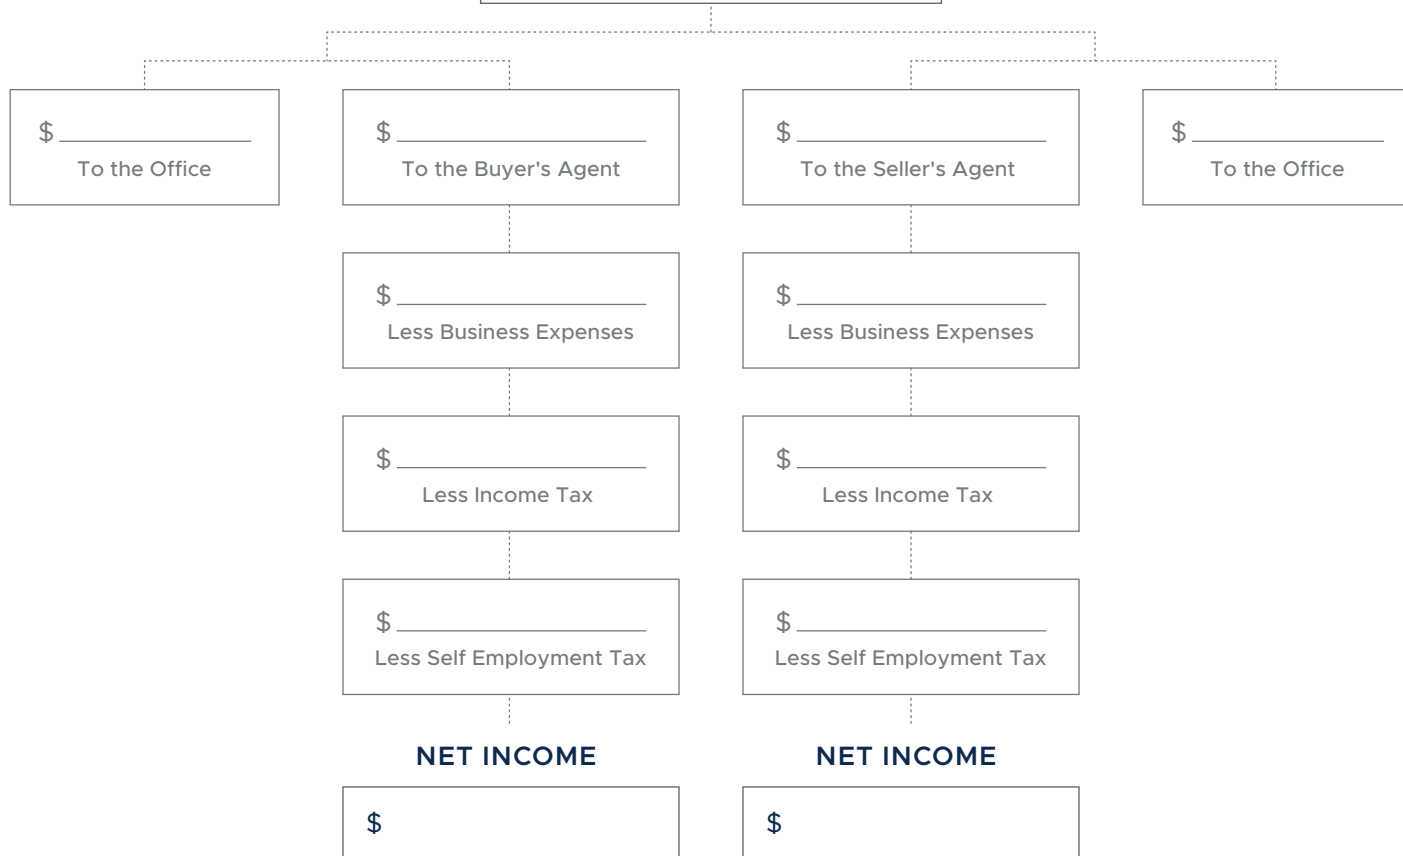 $ To the Office
$ To the Buyer's Agent
$ To the Seller's Agent
$ To the Office
$ Less Business Expenses
$ Less Business Expenses
$ Less Income Tax
$ Less Income Tax
$ Less Self Employment Tax
$ Less Self Employment Tax
NET INCOME
NET INCOME
$
$